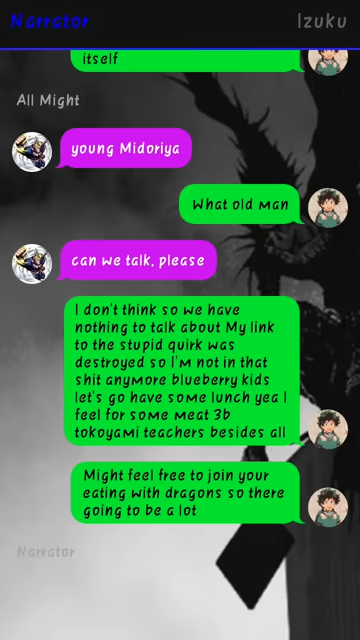 Narrator
Izuku
itself
All Might
young Midoriya
What old man
can we talk, please
I don't think so we have
nothing to talk about My link
to the stupid quirk was
destroyed so I'm not in that
shit anymore blueberry kids
let's go have some lunch yea I
feel for some meat 3b
tokoyami teachers besides all
Might feel free to join your
eating with dragons so there
going to be a lot
Narrator